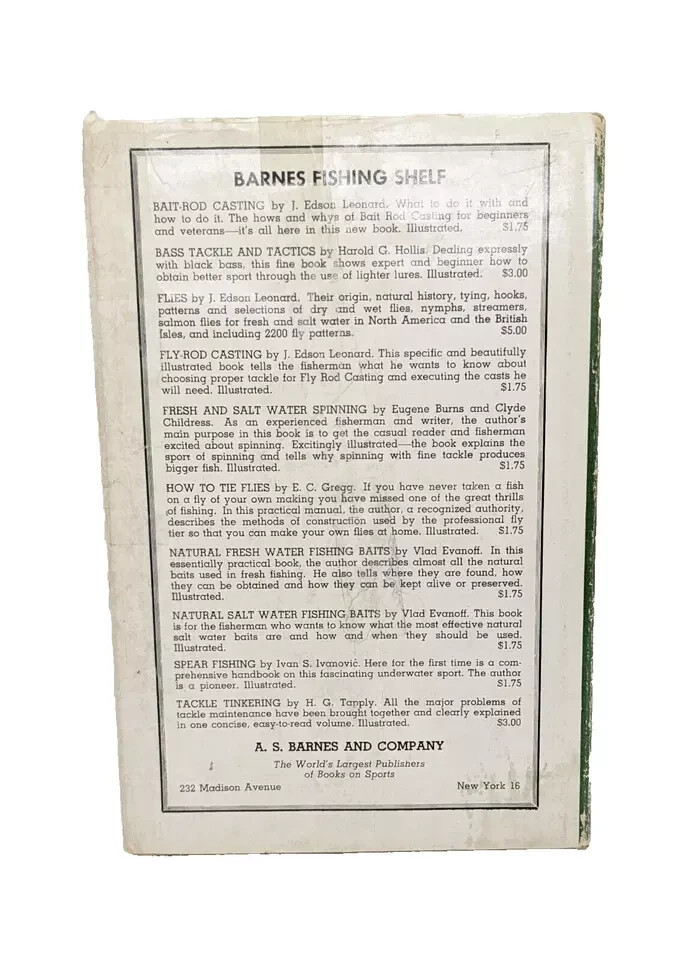 BARNES FISHING SHELF
BAIT-ROD CASTING by J. Edson Leonard. What to do it with and
how to do it. The hows and whys of Bait Rod Casting for beginners
and veterans—it's all here in this new book. Illustrated. $1.75
BASS TACKLE AND TACTICS by Harold G. Hollis. Dealing expressly
with black bass, this fine book shows expert and beginner how to
obtain better sport through the use of lighter lures. Illustrated. $3.00
FLIES by J. Edson Leonard. Their origin, natural history, tying, hooks,
patterns and selections of dry and wet flies, nymphs, streamers,
salmon flies for fresh and salt water in North America and the British
Isles, and including 2200 fly patterns. $5.00
FLY-ROD CASTING by J. Edson Leonard. This specific and beautifully
illustrated book tells the fisherman what he wants to know about
choosing proper tackle for Fly Rod Casting and executing the casts he
will need. Illustrated. $1.75
FRESH AND SALT WATER SPINNING by Eugene Burns and Clyde
Childress. As an experienced fisherman and writer, the author's
main purpose in this book is to get the casual reader and fisherman
excited about spinning. Excitingly illustrated—the book explains the
sport of spinning and tells why spinning with fine tackle produces
bigger fish. Illustrated. $1.75
HOW TO TIE FLIES by E. C. Gregg. If you have never taken a fish
on a fly of your own making you have missed one of the great thrills
of fishing. In this practical manual, the author, a recognized authority,
describes the methods of construction used by the professional fly
tier so that you can make your own flies at home. Illustrated. $1.75
NATURAL FRESH WATER FISHING BAITS by Vlad Evanoff. In this
essentially practical book, the author describes almost all the natural
baits used in fresh fishing. He also tells where they are found, how
they can be obtained and how they can be kept alive or preserved.
Illustrated. $1.75
NATURAL SALT WATER FISHING BAITS by Vlad Evanoff. This book
is for the fisherman who wants to know what the most effective natural
salt water baits are and how and when they should be used.
Illustrated. $1.75
SPEAR FISHING by Ivan S. Ivanovic. Here for the first time is a com-
prehensive handbook on this fascinating underwater sport. The author
is a pioneer. Illustrated. $1.75
TACKLE TINKERING by H. G. Tapply. All the major problems of
tackle maintenance have been brought together and clearly explained
in one concise, easy-to-read volume. Illustrated. $3.00
A. S. BARNES AND COMPANY
The World's Largest Publishers
of Books on Sports
232 Madison Avenue New York 16